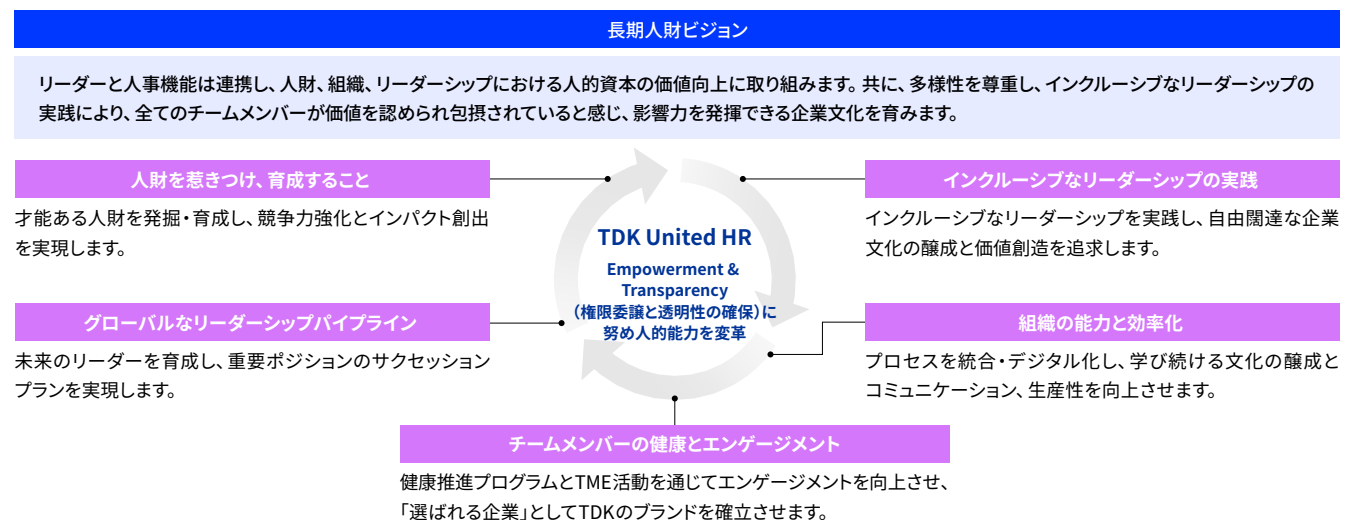 長期人財ビジョン
リーダーと人事機能は連携し、人財、組織、リーダーシップにおける人的資本の価値向上に取り組みます。共に、多様性を尊重し、インクルーシブなリーダーシップの
実践により、全てのチームメンバーが価値を認められ包摂されていると感じ、影響力を発揮できる企業文化を育みます。
人財を惹きつけ、育成すること
才能ある人財を発掘・育成し、競争力強化とインパクト創出
を実現します。
インクルーシブなリーダーシップの実践
インクルーシブなリーダーシップを実践し、自由闊達な企業
文化の醸成と価値創造を追求します。
TDK United HR
Empowerment &
Transparency
（権限委譲と透明性の確保）に
努め人的能力を変革
グローバルなリーダーシップパイプライン
未来のリーダーを育成し、重要ポジションのサクセッション
プランを実現します。
組織の能力と効率化
プロセスを統合・デジタル化し、学び続ける文化の醸成と
コミュニケーション、生産性を向上させます。
チームメンバーの健康とエンゲージメント
健康推進プログラムとTME活動を通じてエンゲージメントを向上させ、
「選ばれる企業」としてTDKのブランドを確立させます。